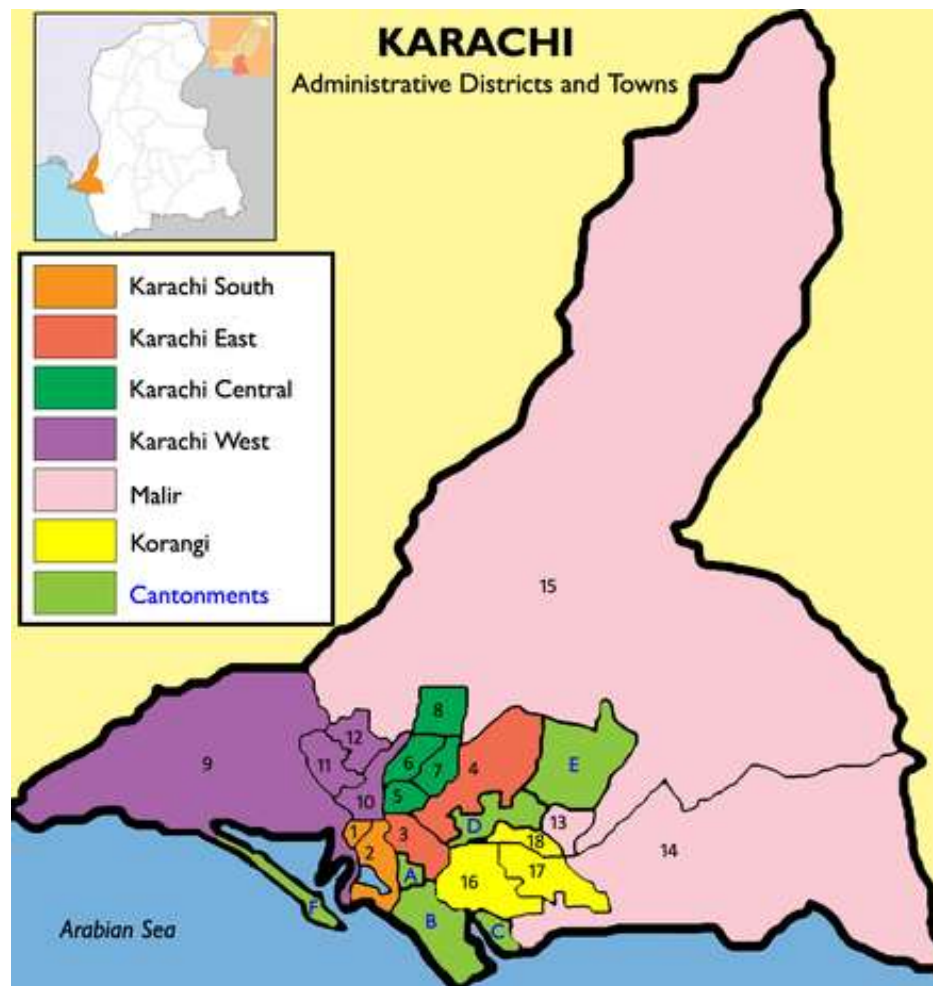 KARACHI
Administrative Districts and Towns
Karachi South
Karachi East
Karachi Central
Karachi West
Malir
Korangi
Cantonments
15
8
12
9
11
6
7
4
E
10
5
13
1
3
D
18
14
2
A
17
16
F
B
C
Arabian Sea